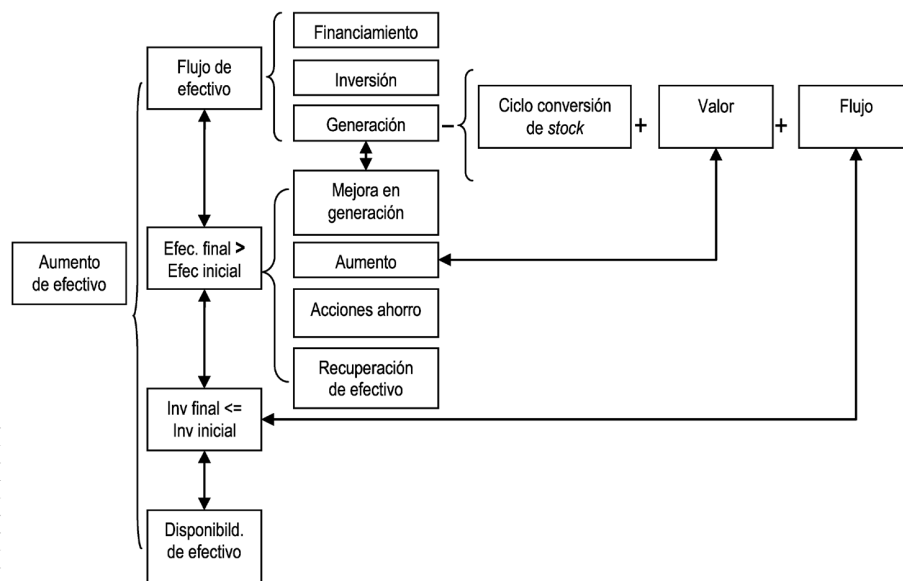 Financiamiento
Flujo de
efectivo
Inversión
Generación
–
Ciclo conversión
de stock
+
Valor
+
Flujo
Mejora en
generación
Aumento
de efectivo
Efec. final >
Efec inicial
Aumento
Acciones ahorro
Recuperación
de efectivo
Inv final <=
Inv inicial
Disponibild.
de efectivo